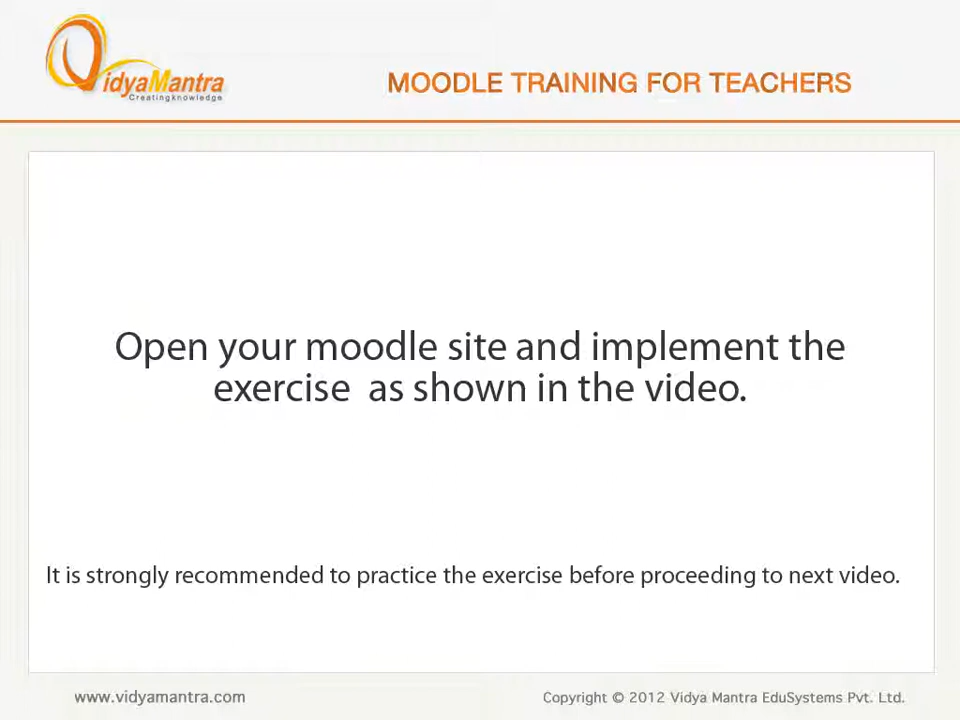 VidyaMantra
Creatingknowledge
MOODLE TRAINING FOR TEACHERS
Open your moodle site and implement the
exercise  as shown in the video.
It is strongly recommended to practice the exercise before proceeding to next video.
www.vidyamantra.com
Copyright © 2012 Vidya Mantra EduSystems Pvt. Ltd.